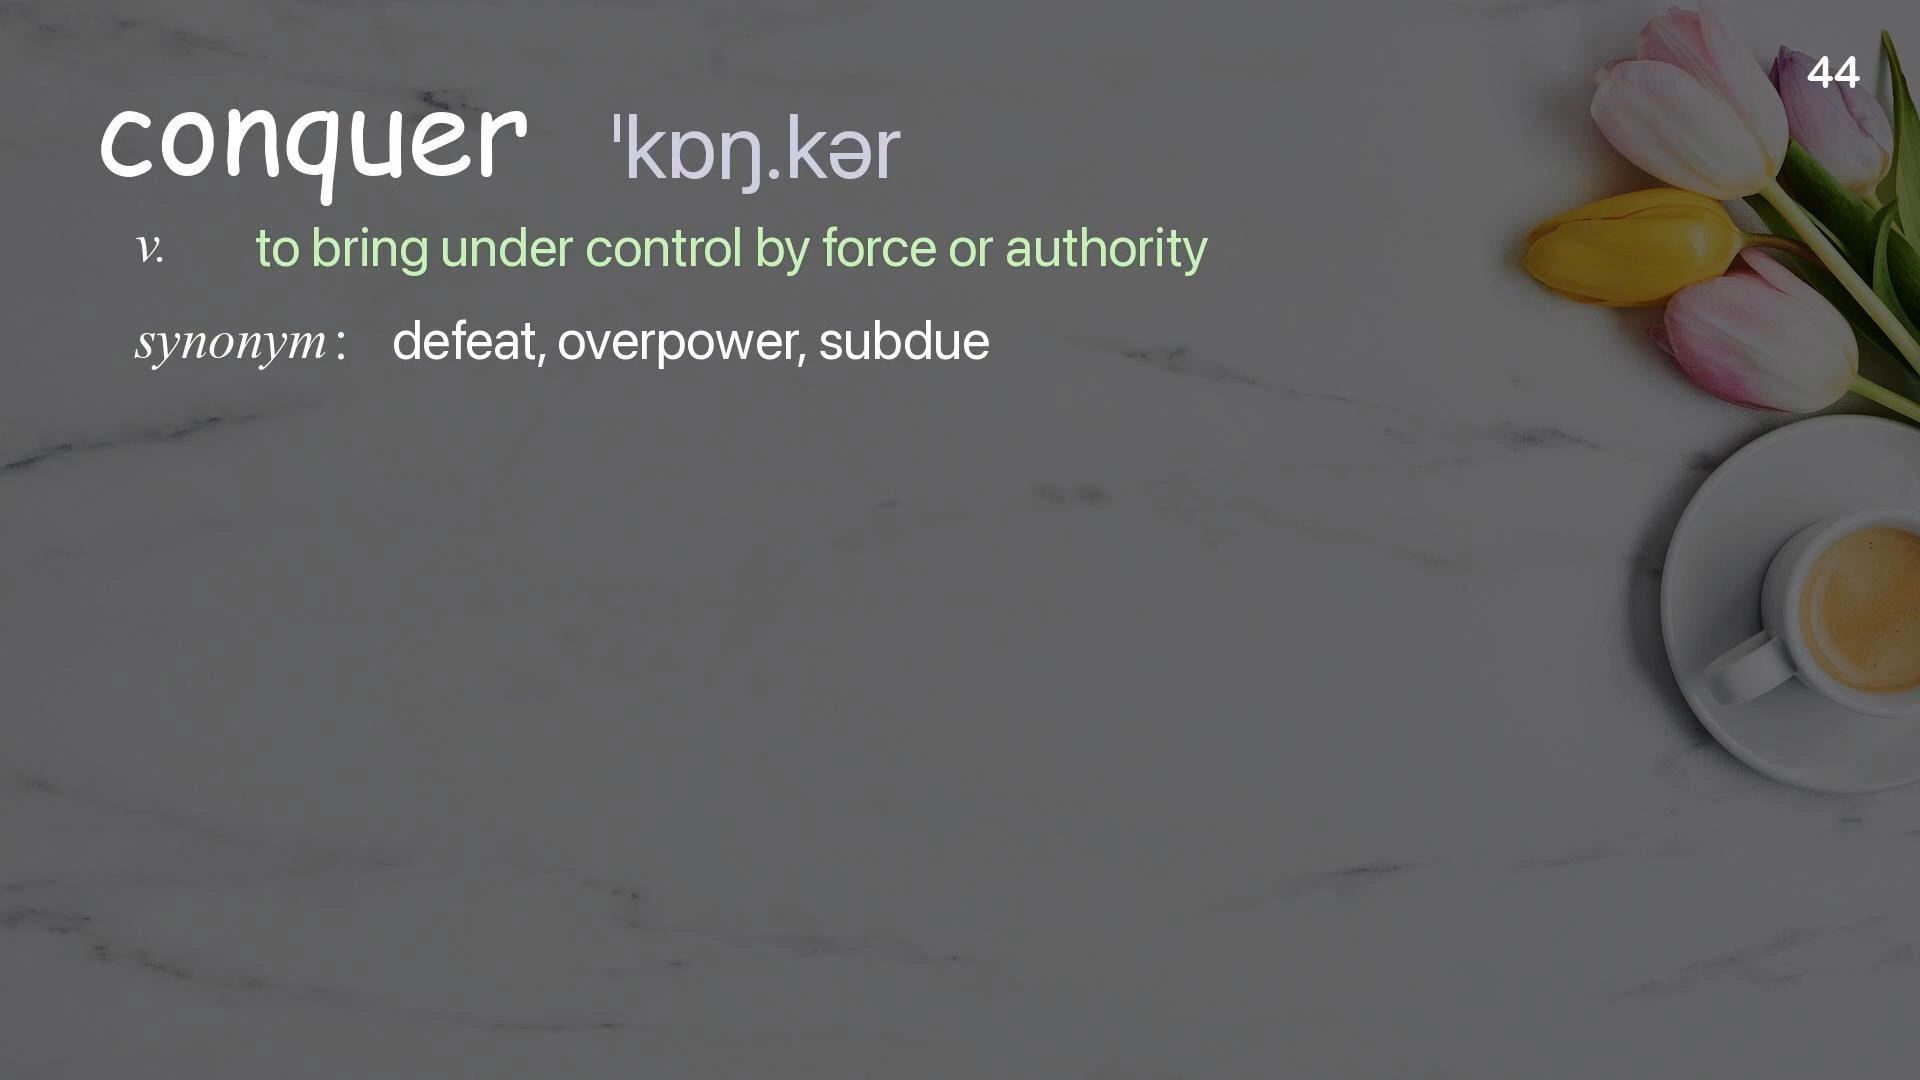 44
conquer ˈkɒŋ.kər
v. to bring under control by force or authority
synonym : defeat, overpower, subdue